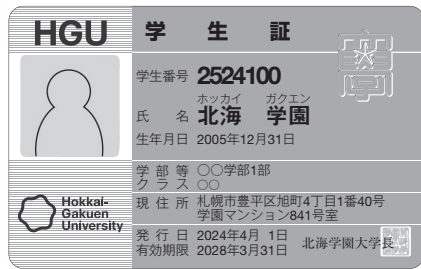 HGU 学生証
学生番号 2524100
ホッカイ ガクエン
氏 名 北海 学園
生年月日 2005年12月31日
学部等 ○○学部1部
クラス ○○
Hokkai-
Gakuen
University
現住所 札幌市豊平区旭町4丁目1番40号
学園マンション841号室
発行日 2024年4月 1日
有効期限 2028年3月31日
北海学園大学長